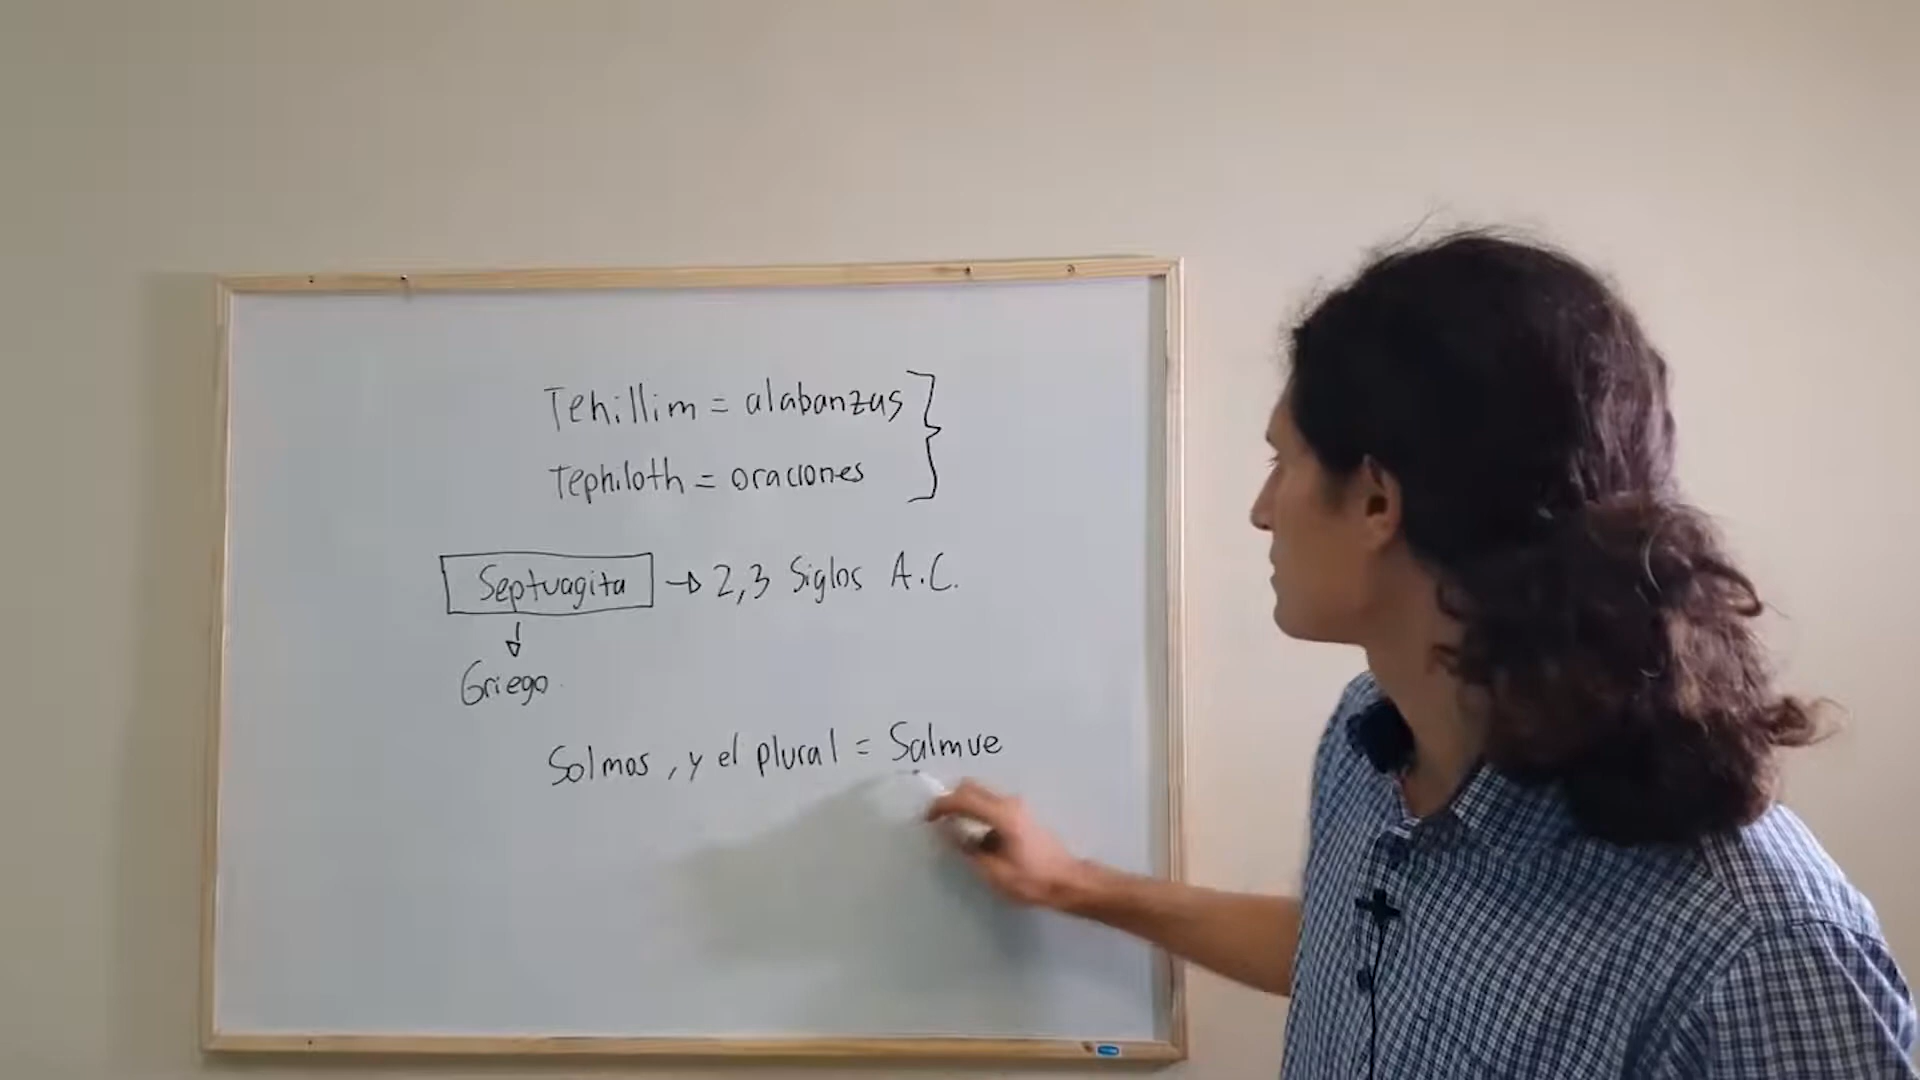 Tehillim = alabanzas }
Tephiloth = oraciones
Septuagita → 2,3 Siglos A.C.
↓
Griego
Solmos, y el plural = Salmue